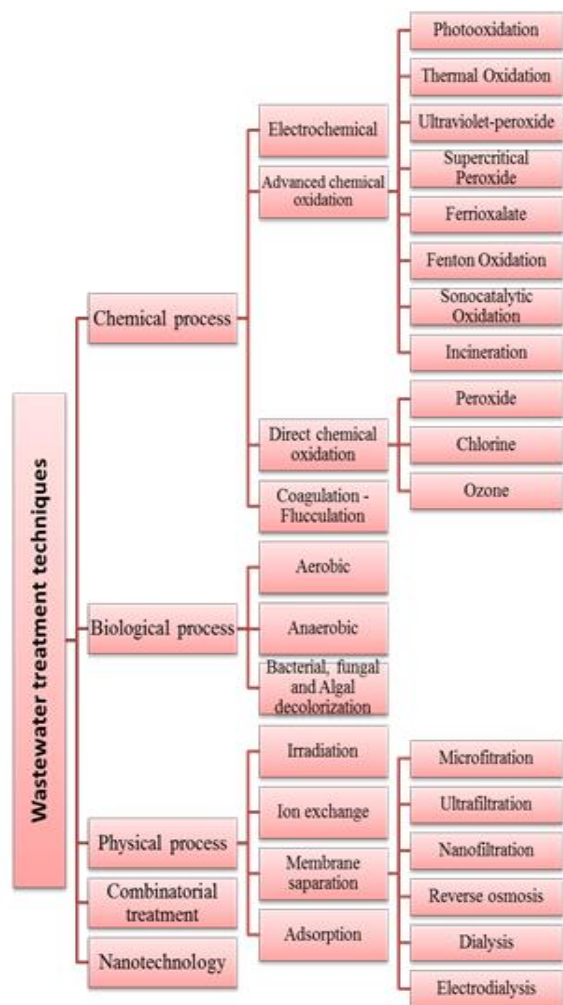 Wastewater treatment techniques
Chemical process
Electrochemical
Advanced chemical
oxidation
Photooxidation
Thermal Oxidation
Ultraviolet-peroxide
Supercritical
Peroxide
Ferrioxalate
Fenton Oxidation
Sonocatalytic
Oxidation
Incineration
Direct chemical
oxidation
Peroxide
Chlorine
Ozone
Coagulation -
Flucculation
Biological process
Aerobic
Anaerobic
Bacterial, fungal
and Algal
decolorization
Physical process
Irradiation
Ion exchange
Membrane
saparation
Microfitration
Ultrafiltration
Nanofiltration
Reverse osmosis
Dialysis
Electrodialysis
Adsorption
Combinatorial
treatment
Nanotechnology